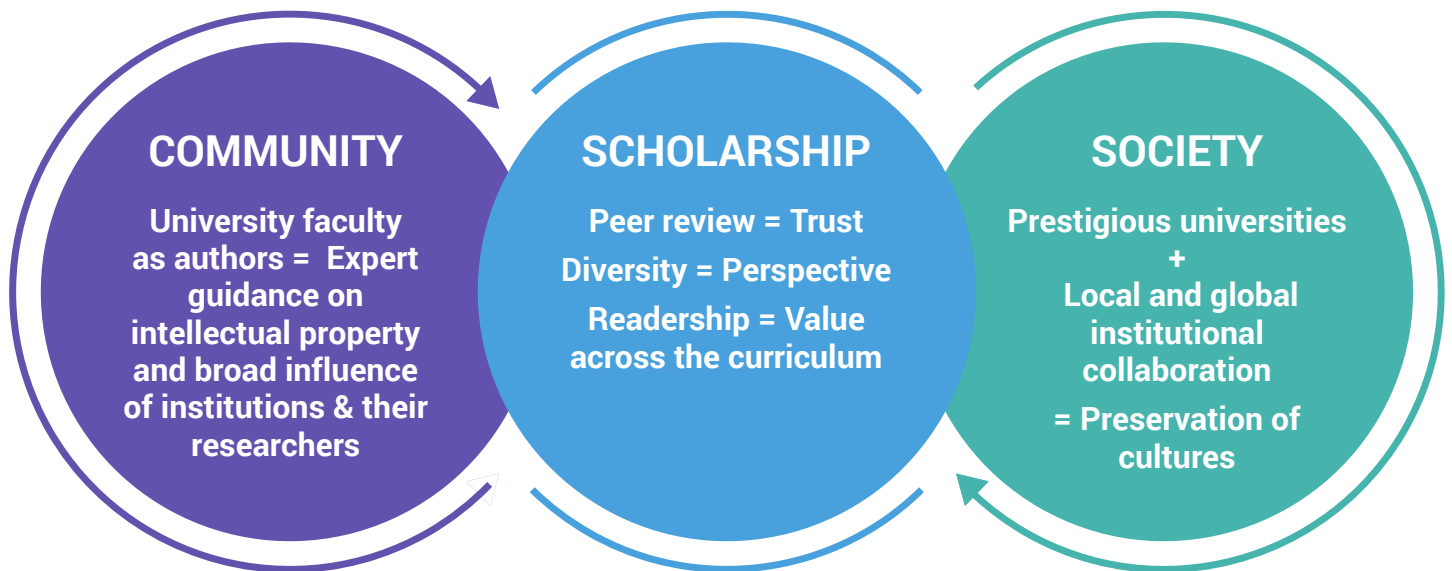 COMMUNITY
University faculty
as authors = Expert
guidance on
intellectual property
and broad influence
of institutions & their
researchers
SCHOLARSHIP
Peer review = Trust
Diversity = Perspective
Readership = Value
across the curriculum
SOCIETY
Prestigious universities
+
Local and global
institutional
collaboration
= Preservation of
cultures